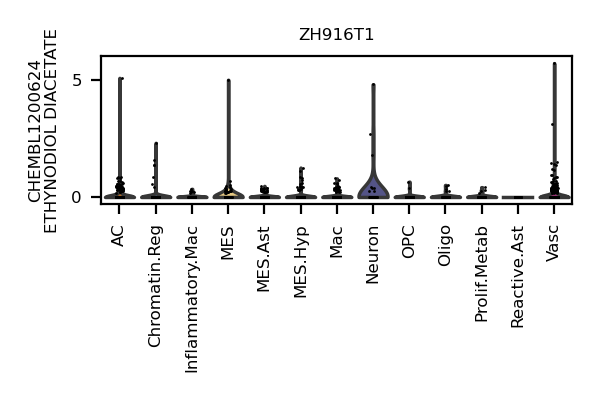 ZH916T1
CHEMBL1200624
ETHYNODIOL DIACETATE
5
0
AC
Chromatin.Reg
Inflammatory.Mac
MES
MES.Ast
MES.Hyp
Mac
Neuron
OPC
Oligo
Prolif.Metab
Reactive.Ast
Vasc